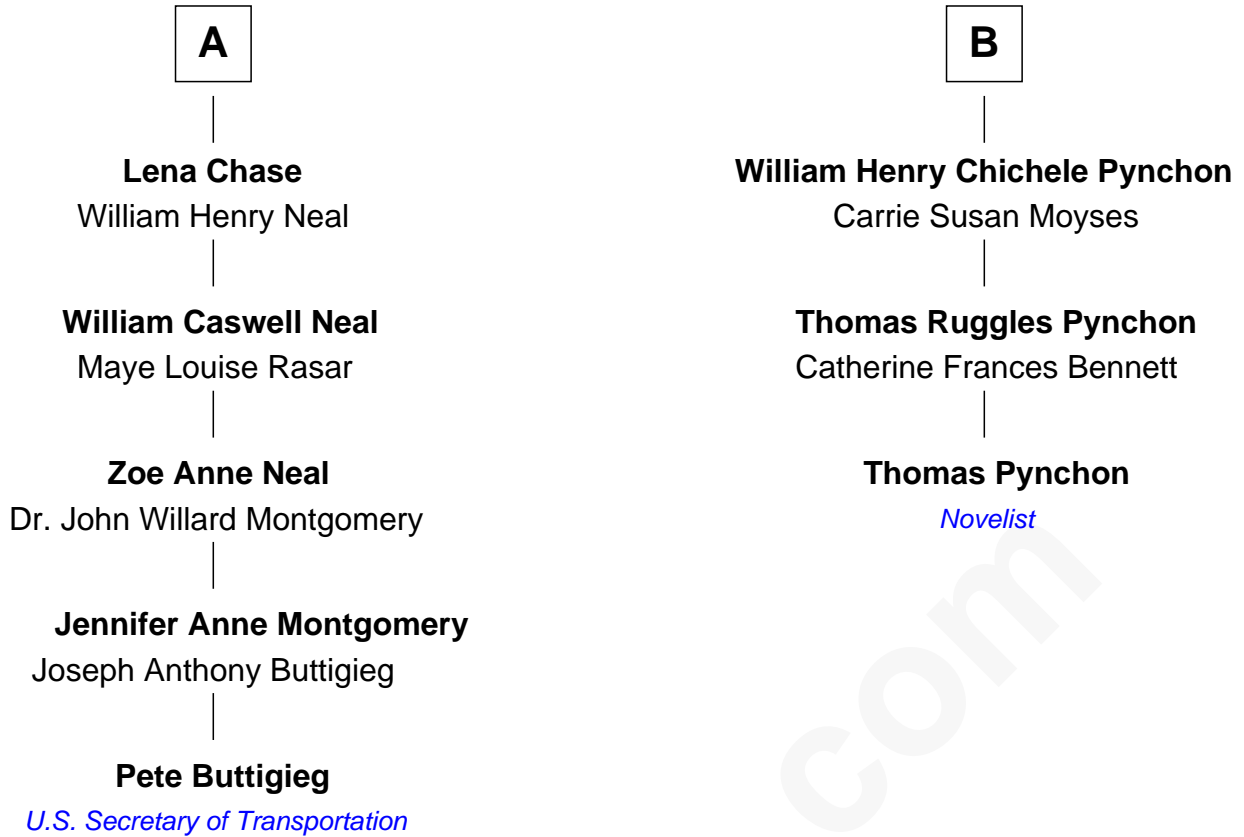 A
Lena Chase
William Henry Neal
William Caswell Neal
Maye Louise Rasar
Zoe Anne Neal
Dr. John Willard Montgomery
Jennifer Anne Montgomery
Joseph Anthony Buttigieg
Pete Buttigieg
U.S. Secretary of Transportation
B
William Henry Chichele Pynchon
Carrie Susan Moyses
Thomas Ruggles Pynchon
Catherine Frances Bennett
Thomas Pynchon
Novelist
com